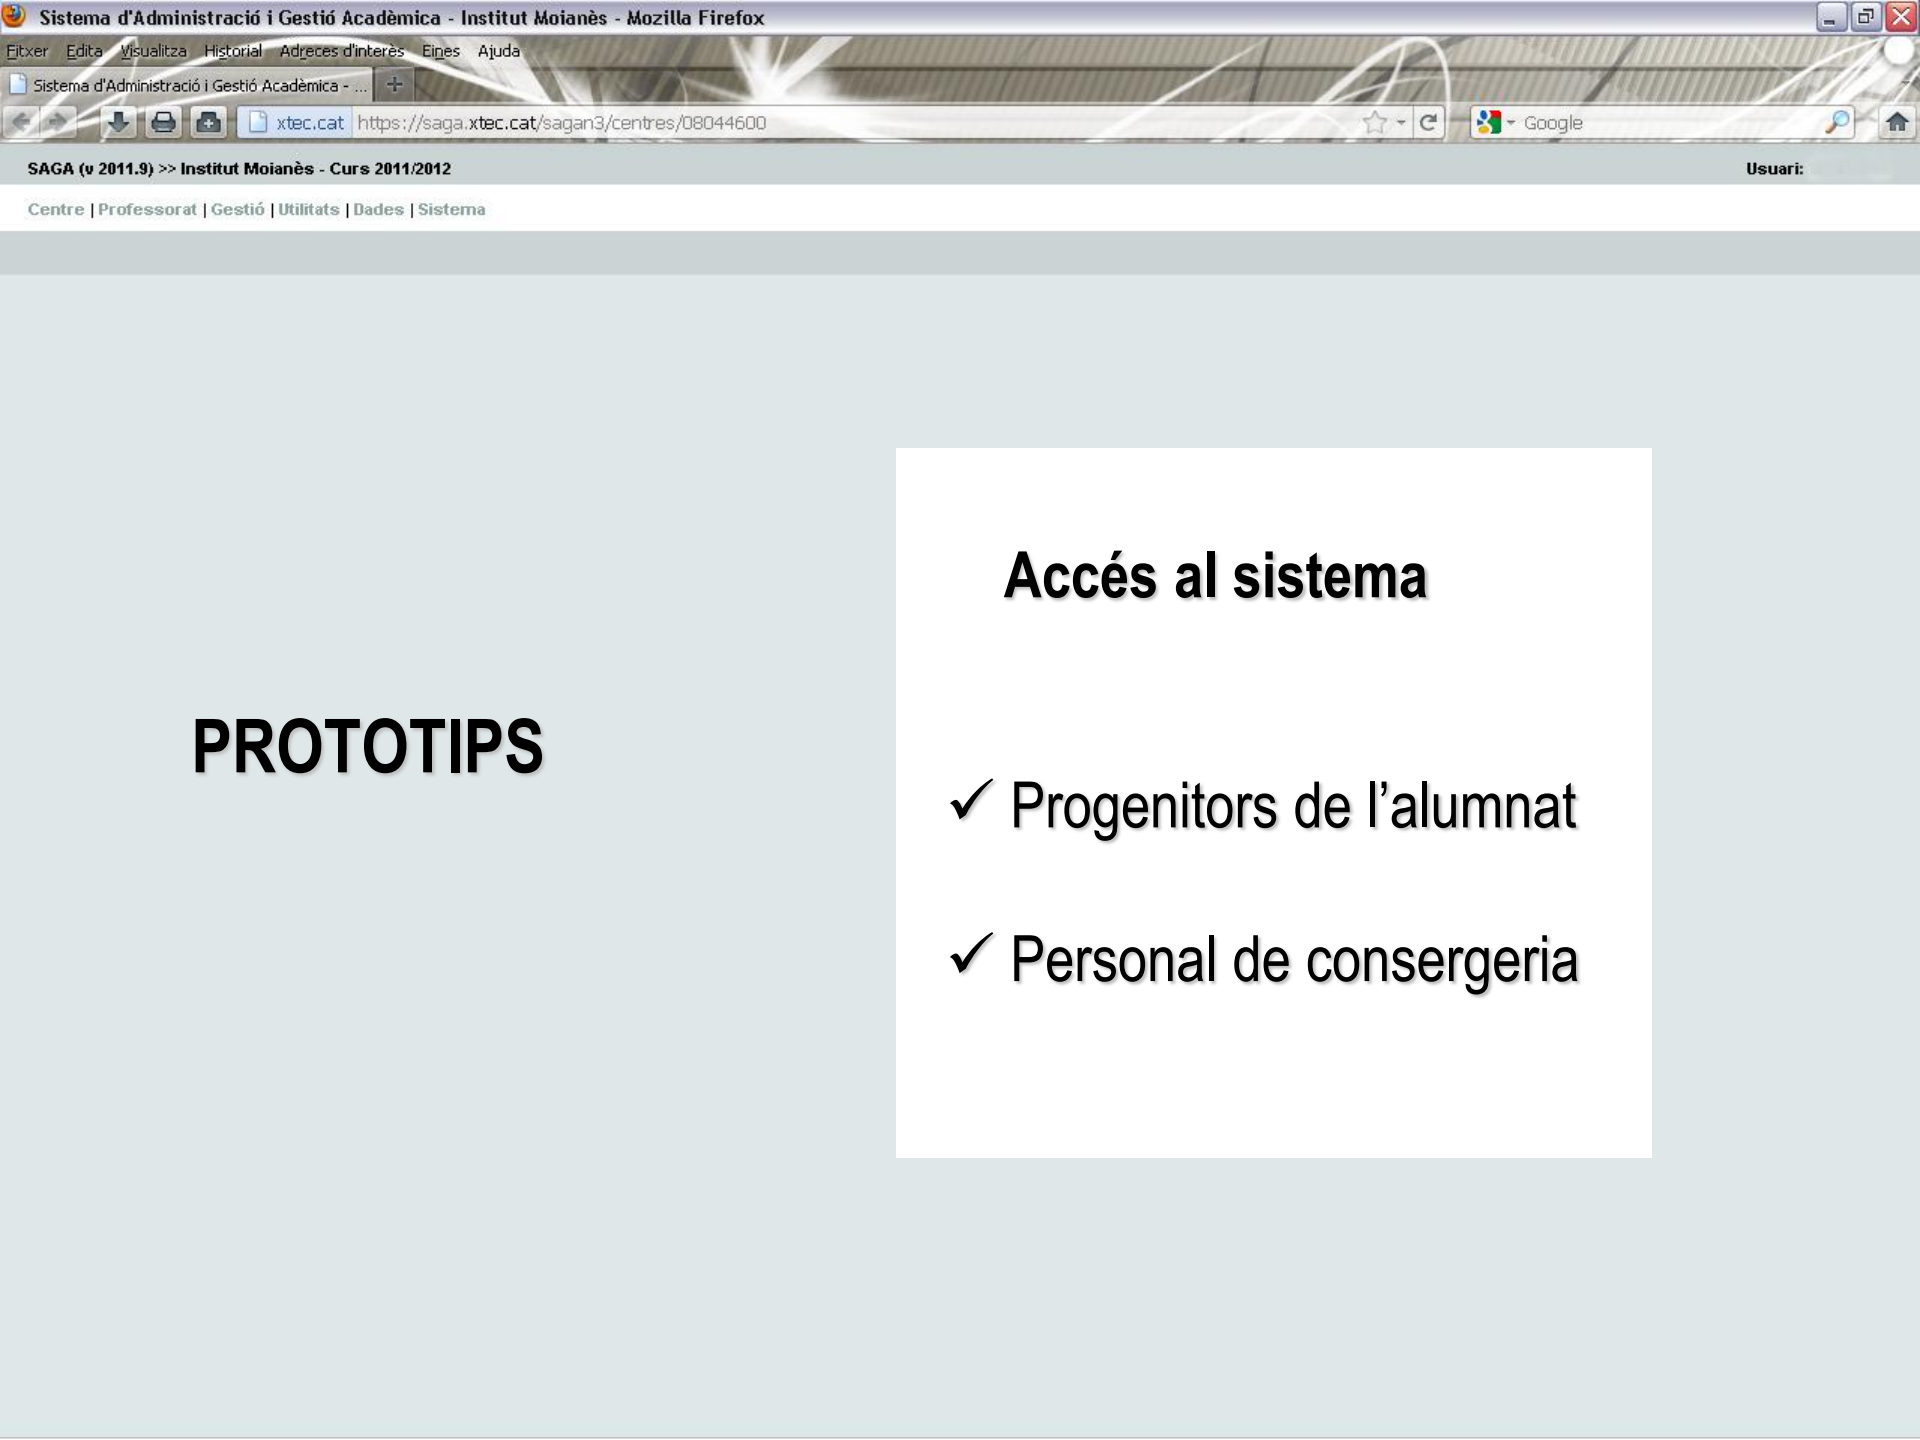 Sistema d'Administració i Gestió Acadèmica - Institut Moianès - Mozilla Firefox
Fitxer Edita Visualitza Historial Adreces d'interès Eines Ajuda
Sistema d'Administració i Gestió Acadèmica - ...
xtec.cat https://saga.xtec.cat/sagan3/centres/08044600 Google
SAGA (v 2011.9) >> Institut Moianès - Curs 2011/2012 Usuari:
Centre | Professorat | Gestió | Utilitats | Dades | Sistema
PROTOTIPS
Accés al sistema
✓ Progenitors de l’alumnat
✓ Personal de consergeria